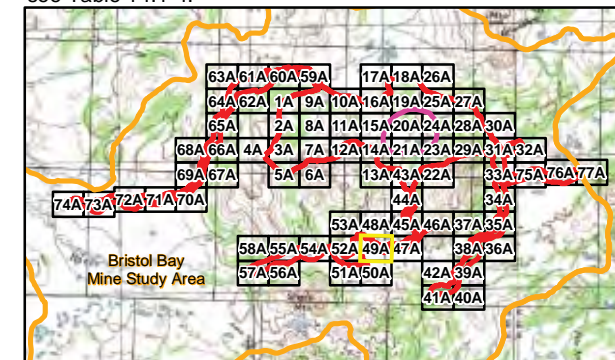 63A 61A 60A 59A 17A 18A 26A
64A 62A 1A 9A 10A 16A 19A 25A 27A
65A 2A 8A 11A 15A 20A 24A 28A 30A
68A 66A 4A 3A 7A 12A 14A 21A 23A 29A 31A 32A
69A 67A 5A 6A 13A 43A 22A 33A 75A 76A 77A
74A 73A 72A 71A 70A 44A 34A
53A 48A 45A 46A 37A 35A
58A 55A 54A 52A 49A 47A 38A 36A
57A 56A 51A 50A 42A 39A
41A 40A
Bristol Bay
Mine Study Area